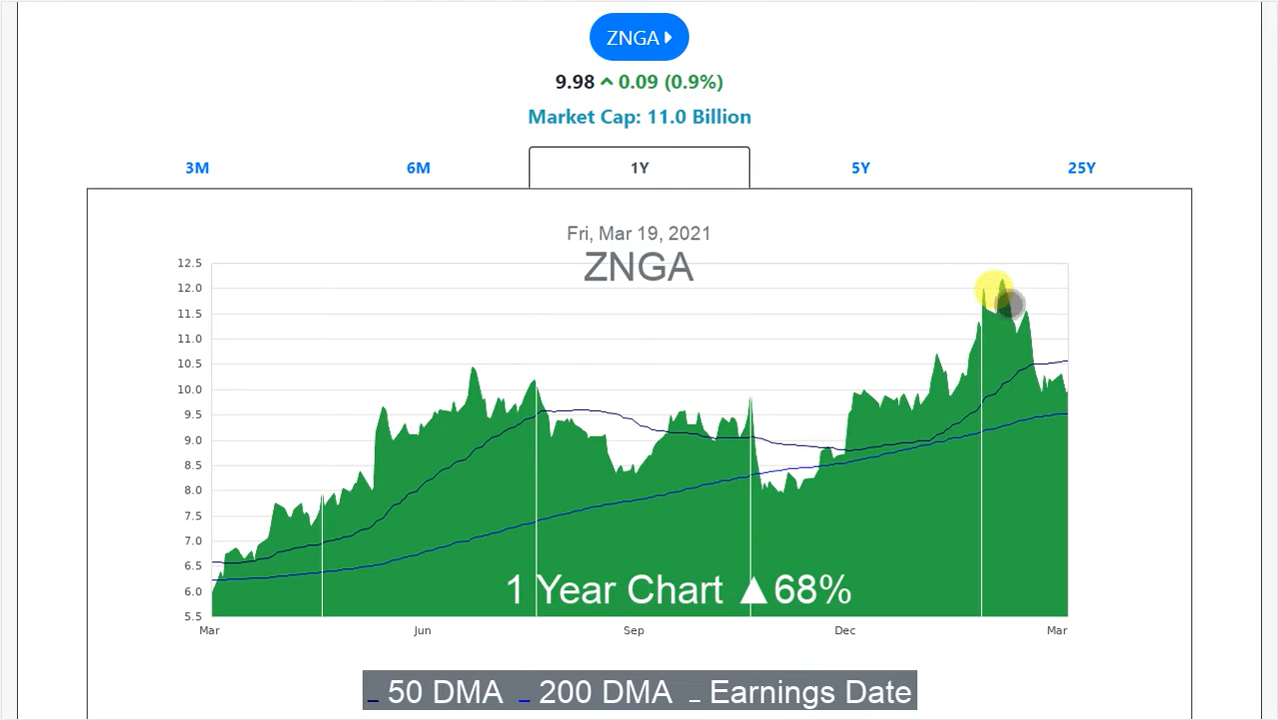 ZNGA
9.98 0.09 (0.9%)
Market Cap: 11.0 Billion
3M 6M 1Y 5Y 25Y
Fri, Mar 19, 2021
ZNGA
12.5
12.0
11.5
11.0
10.5
10.0
9.5
9.0
8.5
8.0
7.5
7.0
6.5
6.0
5.5
1 Year Chart ▲68%
Mar Jun Sep Dec Mar
50 DMA 200 DMA Earnings Date